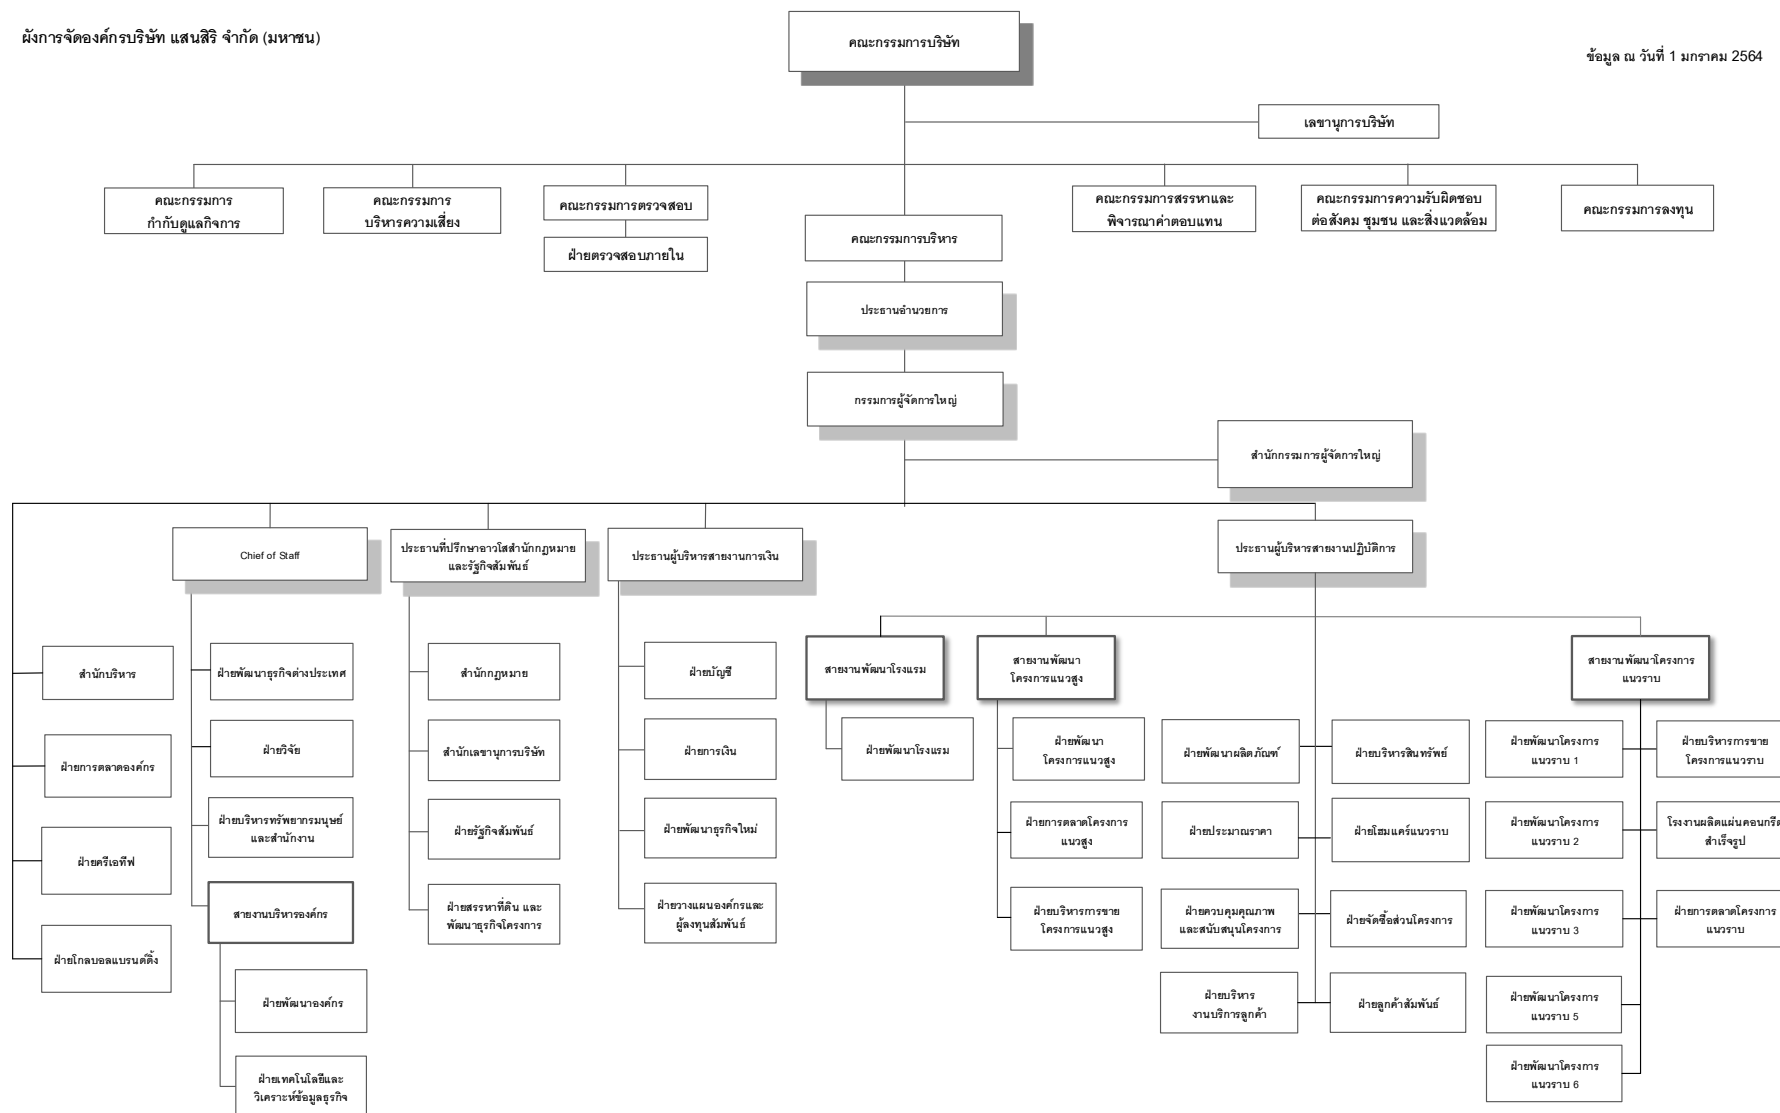 ผังการจัดองค์กรบริษัท แสนสิริ จำกัด (มหาชน)
คณะกรรมการบริษัท
ข้อมูล ณ วันที่ 1 มกราคม 2564
เลขานุการบริษัท
คณะกรรมการ
กำกับดูแลกิจการ
คณะกรรมการ
บริหารความเสี่ยง
คณะกรรมการตรวจสอบ
ฝ่ายตรวจสอบภายใน
คณะกรรมการบริหาร
คณะกรรมการสรรหาและ
พิจารณาค่าตอบแทน
คณะกรรมการความรับผิดชอบ
ต่อสังคม ชุมชน และสิ่งแวดล้อม
คณะกรรมการลงทุน
ประธานอำนวยการ
กรรมการผู้จัดการใหญ่
สำนักกรรมการผู้จัดการใหญ่
Chief of Staff
ประธานที่ปรึกษาอาวุโสสำนักกฎหมาย
และรัฐกิจสัมพันธ์
ประธานผู้บริหารสายงานการเงิน
ประธานผู้บริหารสายงานปฏิบัติการ
สำนักบริหาร
ฝ่ายการตลาดองค์กร
ฝ่ายครีเอทีฟ
ฝ่ายโกลบอลแบรนด์ดิ้ง
ฝ่ายพัฒนาธุรกิจต่างประเทศ
ฝ่ายวิจัย
ฝ่ายบริหารทรัพยากรมนุษย์
และสำนักงาน
สายงานบริหารองค์กร
ฝ่ายพัฒนาองค์กร
ฝ่ายเทคโนโลยีและ
วิเคราะห์ข้อมูลธุรกิจ
สำนักกฎหมาย
สำนักเลขานุการบริษัท
ฝ่ายรัฐกิจสัมพันธ์
ฝ่ายสรรหาที่ดิน และ
พัฒนาธุรกิจโครงการ
ฝ่ายบัญชี
ฝ่ายการเงิน
ฝ่ายพัฒนาธุรกิจใหม่
ฝ่ายวางแผนองค์กรและ
ผู้ลงทุนสัมพันธ์
สายงานพัฒนาโรงแรม
ฝ่ายพัฒนาโรงแรม
สายงานพัฒนา
โครงการแนวสูง
ฝ่ายพัฒนา
โครงการแนวสูง
ฝ่ายการตลาดโครงการ
แนวสูง
ฝ่ายบริหารการขาย
โครงการแนวสูง
ฝ่ายพัฒนาผลิตภัณฑ์
ฝ่ายประมาณราคา
ฝ่ายควบคุมคุณภาพ
และสนับสนุนโครงการ
ฝ่ายบริหาร
งานบริการลูกค้า
ฝ่ายบริหารสินทรัพย์
ฝ่ายโฮมแคร์แนวราบ
ฝ่ายจัดซื้อส่วนโครงการ
ฝ่ายลูกค้าสัมพันธ์
สายงานพัฒนาโครงการ
แนวราบ
ฝ่ายพัฒนาโครงการ
แนวราบ 1
ฝ่ายพัฒนาโครงการ
แนวราบ 2
ฝ่ายพัฒนาโครงการ
แนวราบ 3
ฝ่ายพัฒนาโครงการ
แนวราบ 5
ฝ่ายพัฒนาโครงการ
แนวราบ 6
ฝ่ายบริหารการขาย
โครงการแนวราบ
โรงงานผลิตแผ่นคอนกรีต
สำเร็จรูป
ฝ่ายการตลาดโครงการ
แนวราบ